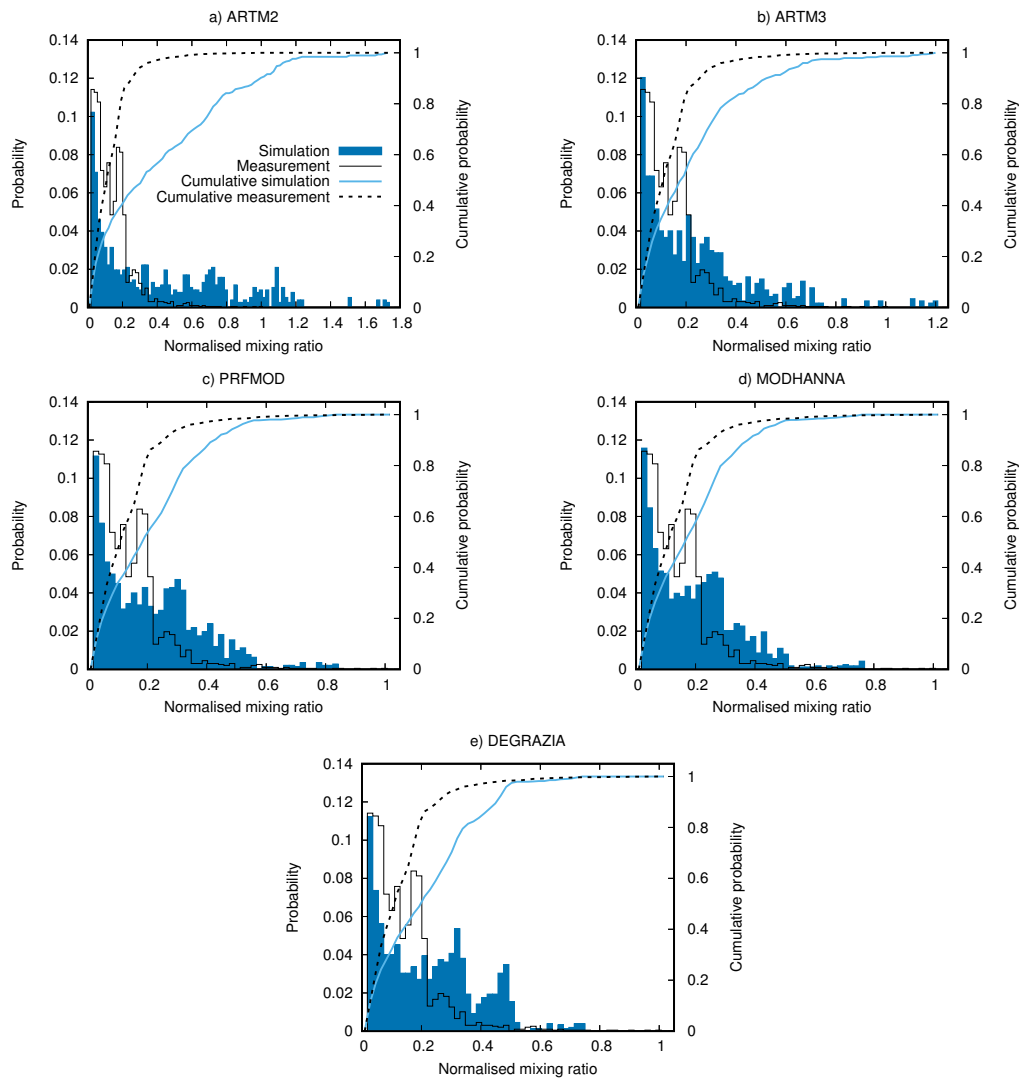 a) ARTM2
0.14
0.12
0.1
0.08
0.06
0.04
0.02
0
Probability
1
0.8
0.6
0.4
0.2
0
Cumulative probability
Simulation
Measurement
Cumulative simulation
Cumulative measurement
0 0.2 0.4 0.6 0.8 1 1.2 1.4 1.6 1.8
Normalised mixing ratio
b) ARTM3
0.14
0.12
0.1
0.08
0.06
0.04
0.02
0
Probability
1
0.8
0.6
0.4
0.2
0
Cumulative probability
0 0.2 0.4 0.6 0.8 1 1.2
Normalised mixing ratio
c) PRFMOD
0.14
0.12
0.1
0.08
0.06
0.04
0.02
0
Probability
1
0.8
0.6
0.4
0.2
0
Cumulative probability
0 0.2 0.4 0.6 0.8 1
Normalised mixing ratio
d) MODHANNA
0.14
0.12
0.1
0.08
0.06
0.04
0.02
0
Probability
1
0.8
0.6
0.4
0.2
0
Cumulative probability
0 0.2 0.4 0.6 0.8 1
Normalised mixing ratio
e) DEGRAZIA
0.14
0.12
0.1
0.08
0.06
0.04
0.02
0
Probability
1
0.8
0.6
0.4
0.2
0
Cumulative probability
0 0.2 0.4 0.6 0.8 1
Normalised mixing ratio